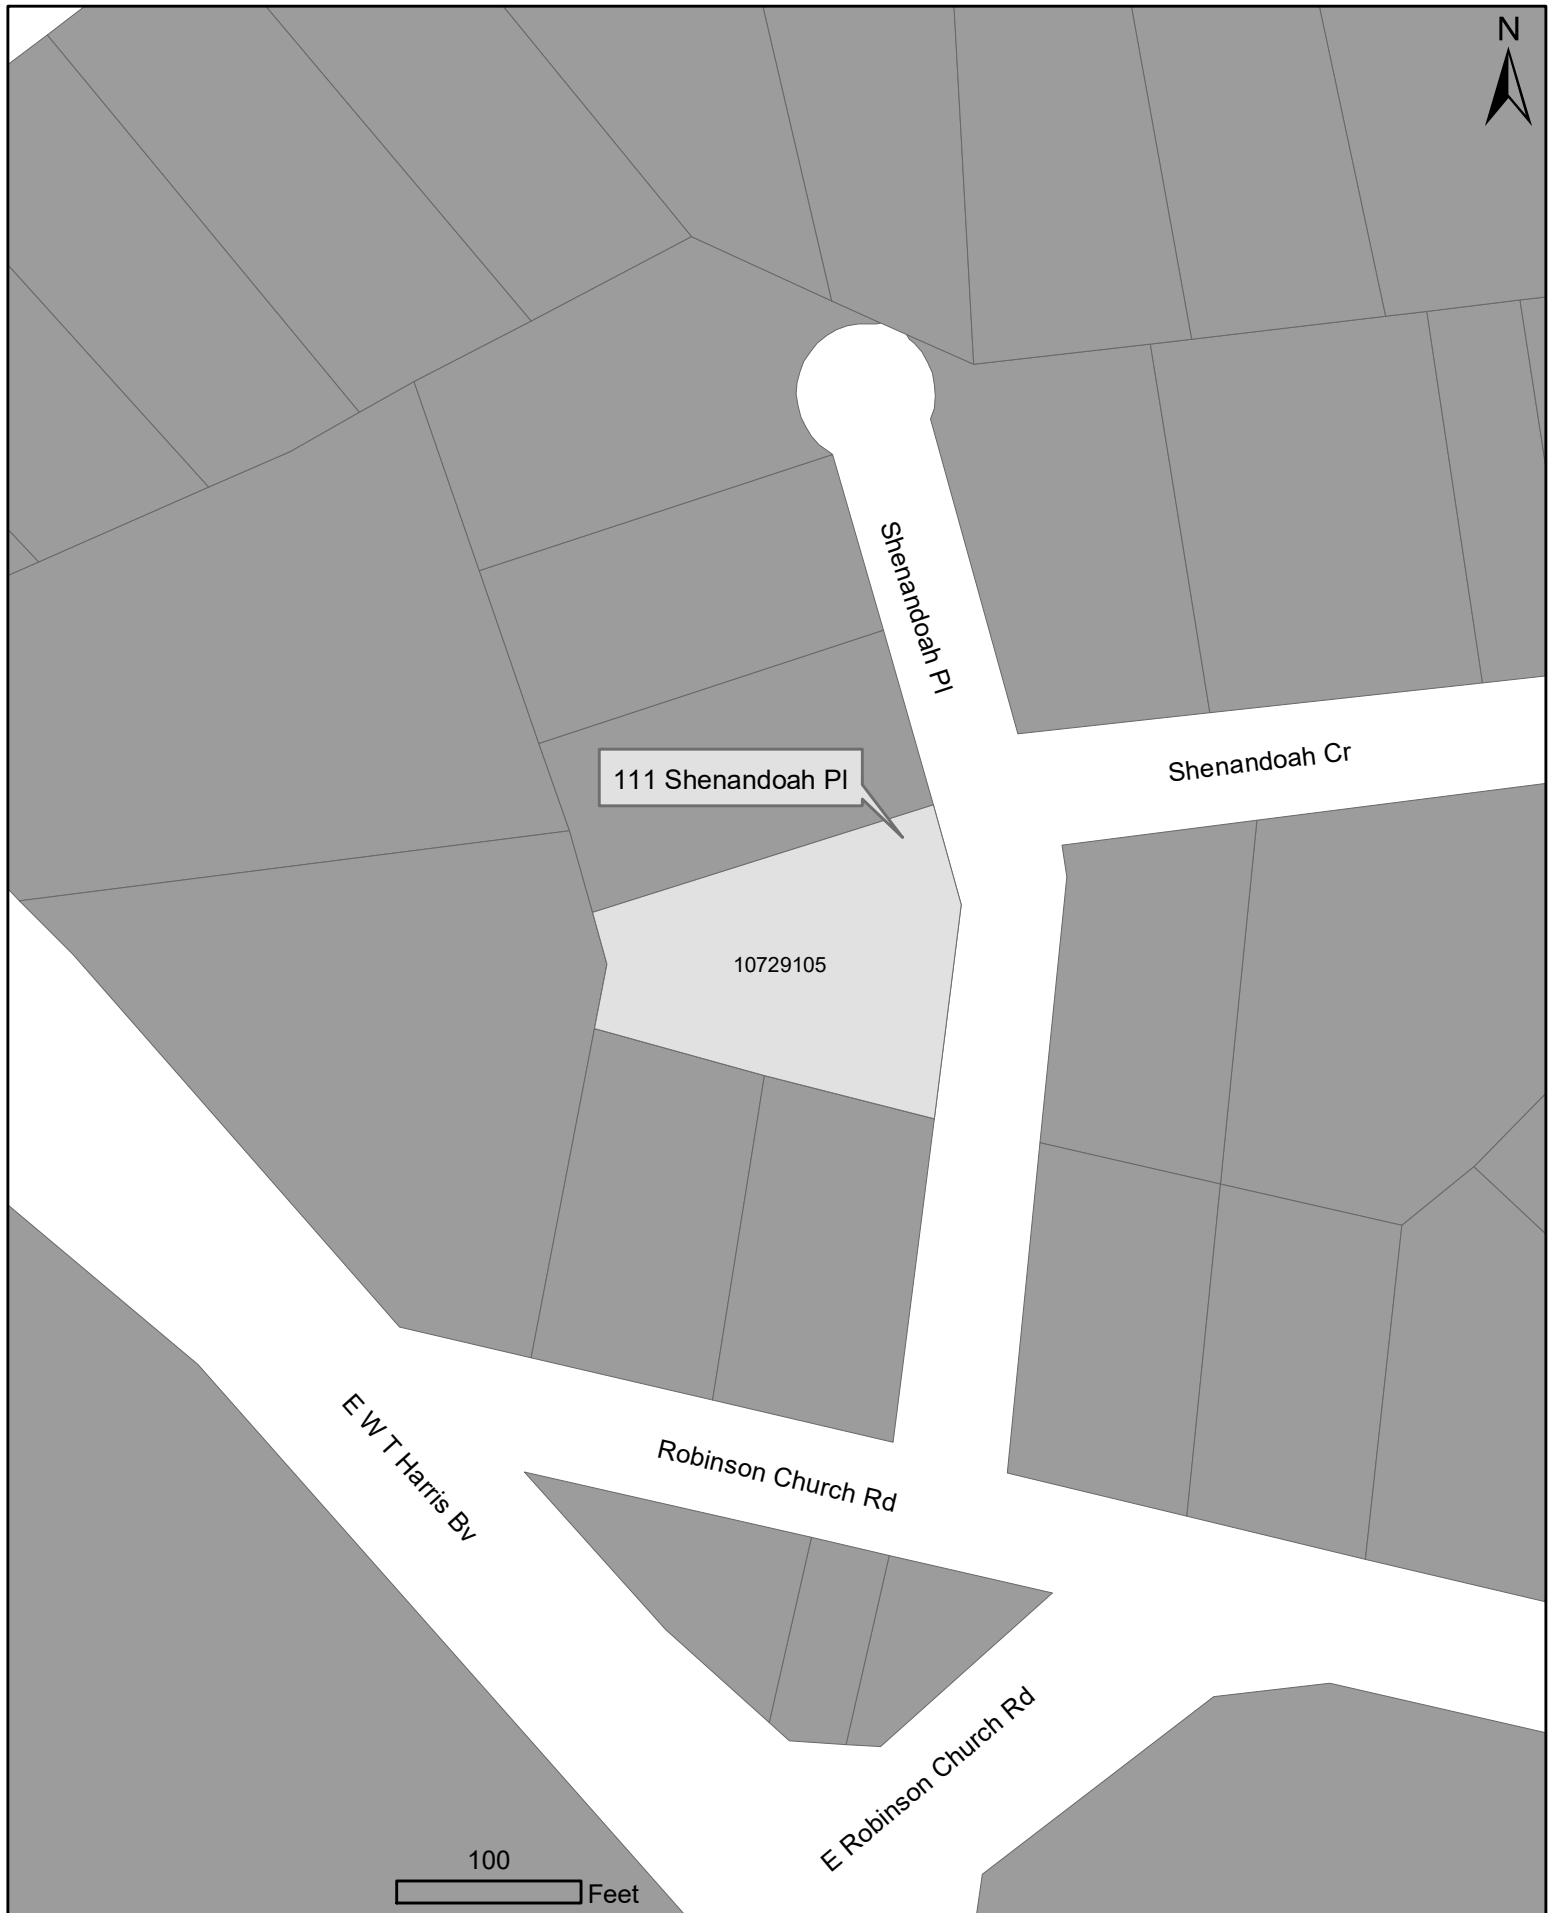 N
Shenandoah Pl
Shenandoah Cr
111 Shenandoah Pl
10729105
E W T Harris Bv
Robinson Church Rd
E Robinson Church Rd
100
Feet